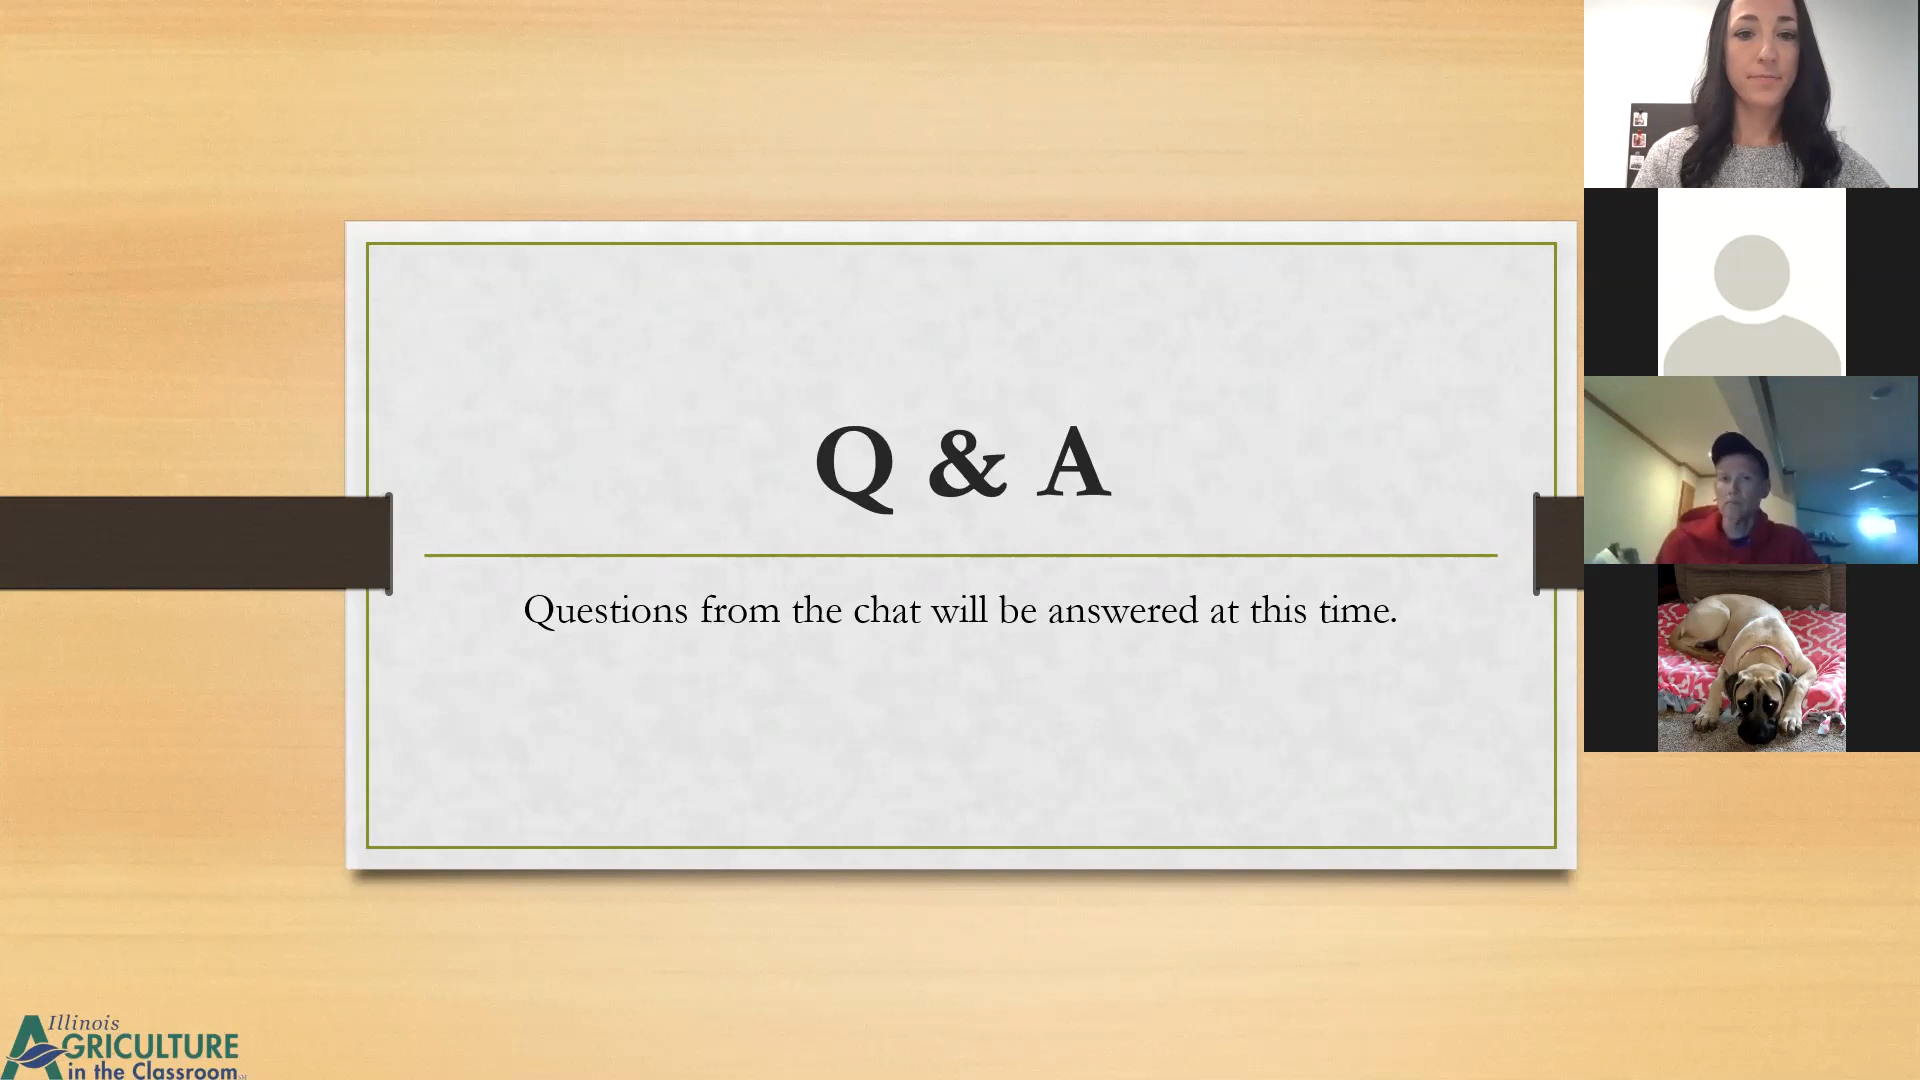 Q & A
Questions from the chat will be answered at this time.
Illinois
AGRICULTURE
in the Classroom